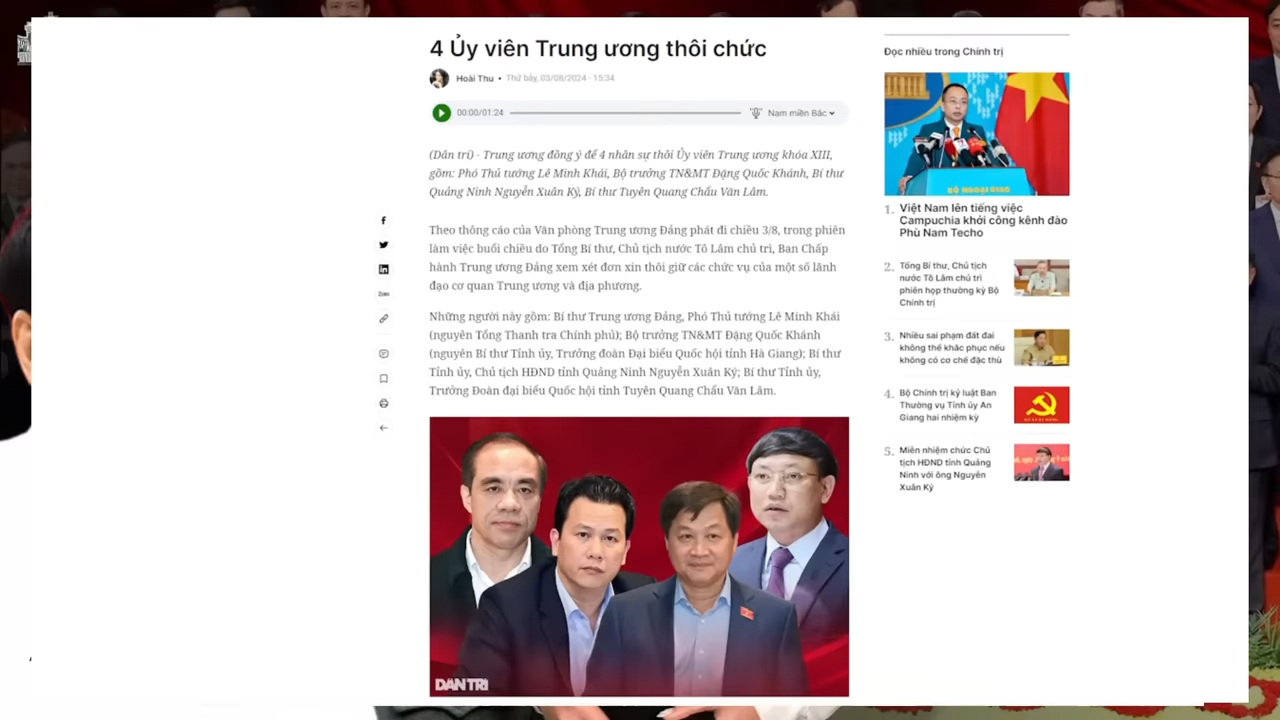 4 Ủy viên Trung ương thôi chức
Hoài Thu • Thứ bảy, 03/08/2024 - 15:34
00:00/01:24
Nam miền Bắc
(Dân trí) - Trung ương đồng ý để 4 nhân sự thôi Ủy viên Trung ương khóa XIII,
gồm: Phó Thủ tướng Lê Minh Khái, Bộ trưởng TN&MT Đặng Quốc Khánh, Bí thư
Quảng Ninh Nguyễn Xuân Ký, Bí thư Tuyên Quang Chẩu Văn Lâm.
Theo thông cáo của Văn phòng Trung ương Đảng phát đi chiều 3/8, trong phiên
làm việc buổi chiều do Tổng Bí thư, Chủ tịch nước Tô Lâm chủ trì, Ban Chấp
hành Trung ương Đảng xem xét đơn xin thôi giữ các chức vụ của một số lãnh
đạo cơ quan Trung ương và địa phương.
Những người này gồm: Bí thư Trung ương Đảng, Phó Thủ tướng Lê Minh Khái
(nguyên Tổng Thanh tra Chính phủ); Bộ trưởng TN&MT Đặng Quốc Khánh
(nguyên Bí thư Tỉnh ủy, Trưởng đoàn Đại biểu Quốc hội tỉnh Hà Giang); Bí thư
Tỉnh ủy, Chủ tịch HĐND tỉnh Quảng Ninh Nguyễn Xuân Ký; Bí thư Tỉnh ủy,
Trưởng Đoàn đại biểu Quốc hội tỉnh Tuyên Quang Chẩu Văn Lâm.
Zalo
DÂN TRÍ
Đọc nhiều trong Chính trị
BỘ NGOẠI GIAO
1. Việt Nam lên tiếng việc
Campuchia khởi công kênh đào
Phù Nam Techo
2. Tổng Bí thư, Chủ tịch
nước Tô Lâm chủ trì
phiên họp thường kỳ Bộ
Chính trị
3. Nhiều sai phạm đất đai
không thể khắc phục nếu
không có cơ chế đặc thù
4. Bộ Chính trị kỷ luật Ban
Thường vụ Tỉnh ủy An
Giang hai nhiệm kỳ
5. Miễn nhiệm chức Chủ
tịch HĐND tỉnh Quảng
Ninh với ông Nguyễn
Xuân Ký